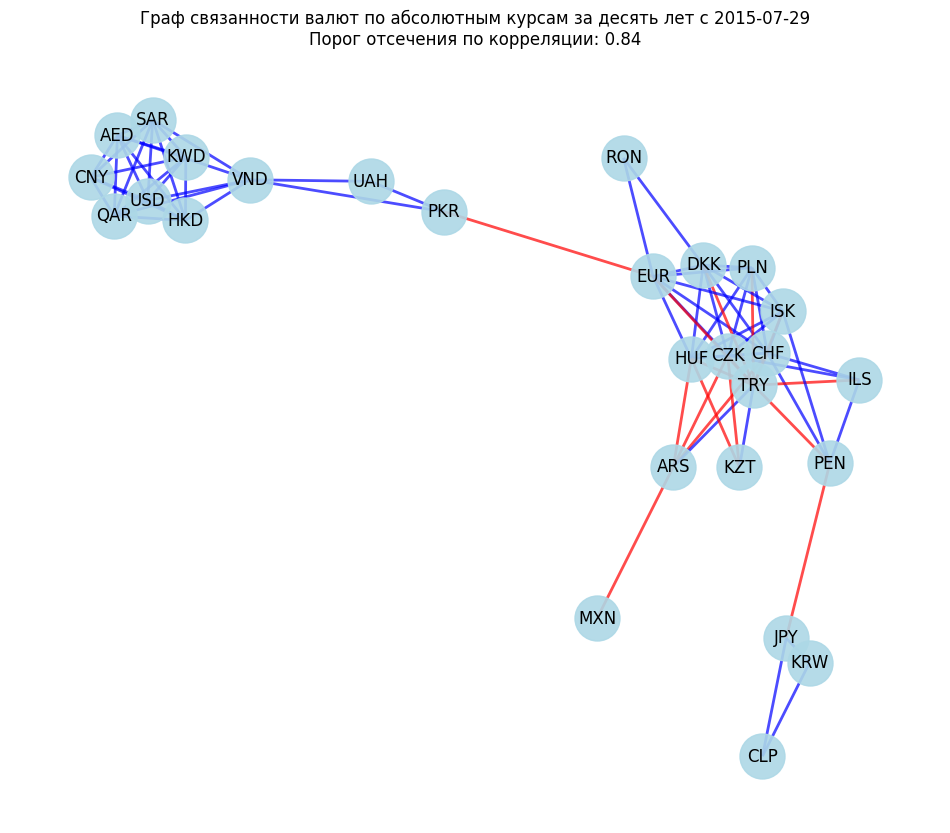 Граф связанности валют по абсолютным курсам за десять лет с 2015-07-29
Порог отсечения по корреляции: 0.84
SAR
AED
KWD
CNY
VND
UAH
USD
QAR
HKD
PKR
RON
DKK
PLN
EUR
ISK
HUF
CZK
CHF
TRY
ILS
ARS
KZT
PEN
MXN
JPY
KRW
CLP